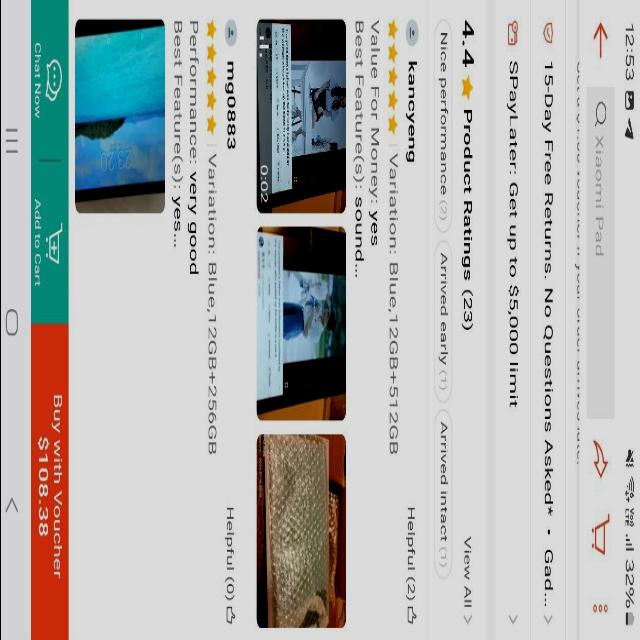 12:53
32%
Xiaomi Pad
15-Day Free Returns. No Questions Asked* • Gad...
SPayLater: Get up to $5,000 limit
4.4 Product Ratings (23)
View All
Nice performance (2)
Arrived early (1)
Arrived intact (1)
kancyeng
Helpful (2)
Variation: Blue,12GB+512GB
Value For Money: yes
Best Feature(s): sound...
0:02
mg0883
Helpful (0)
Variation: Blue,12GB+256GB
Performance: very good
Best Feature(s): yes...
23:20
Chat Now
Add to Cart
Buy with Voucher
$108.38